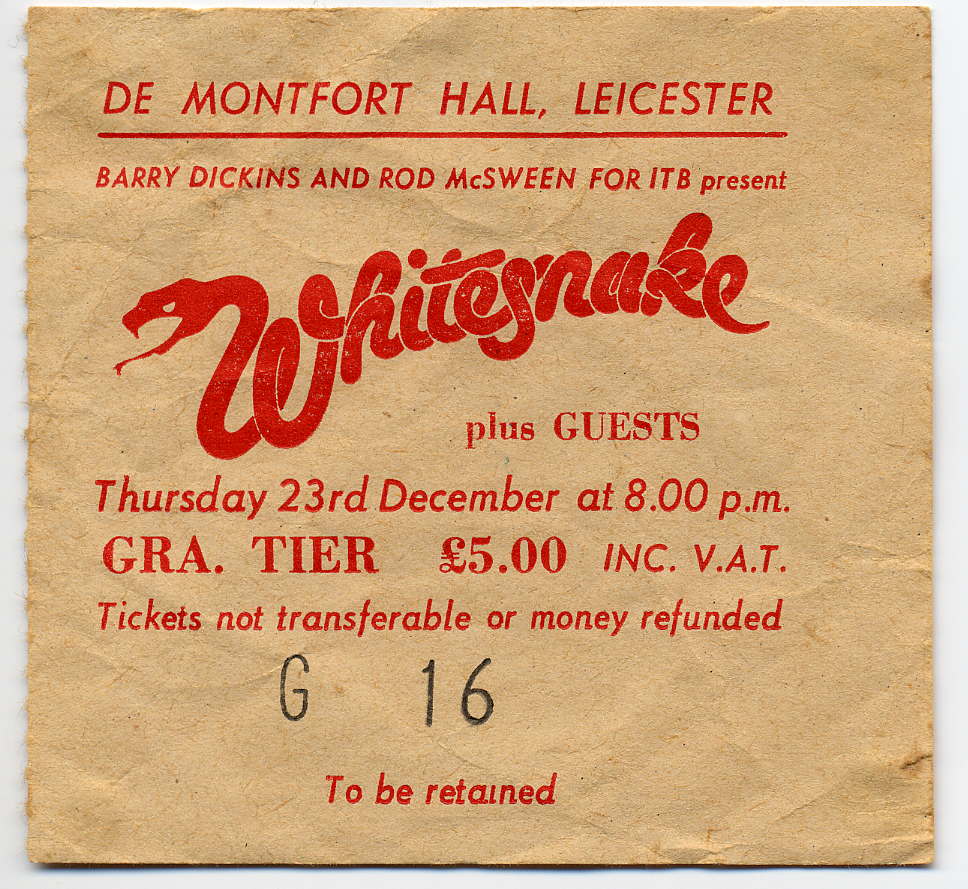 DE MONTFORT HALL, LEICESTER
BARRY DICKINS AND ROD McSWEEN FOR ITB present
Whitesnake
plus GUESTS
Thursday 23rd December at 8.00 p.m.
GRA. TIER £5.00 INC. V.A.T.
Tickets not transferable or money refunded
G 16
To be retained